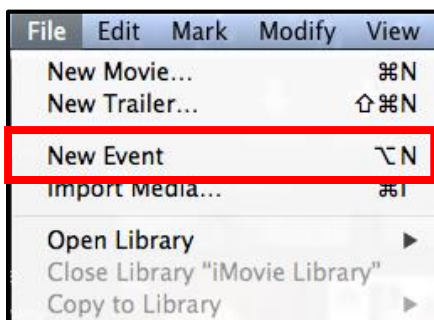 File Edit Mark Modify View
New Movie... ⌘N
New Trailer... ⇧⌘N
New Event ⌥N
Import Media... ⌘I
Open Library ▶
Close Library "iMovie Library"
Copy to Library ▶